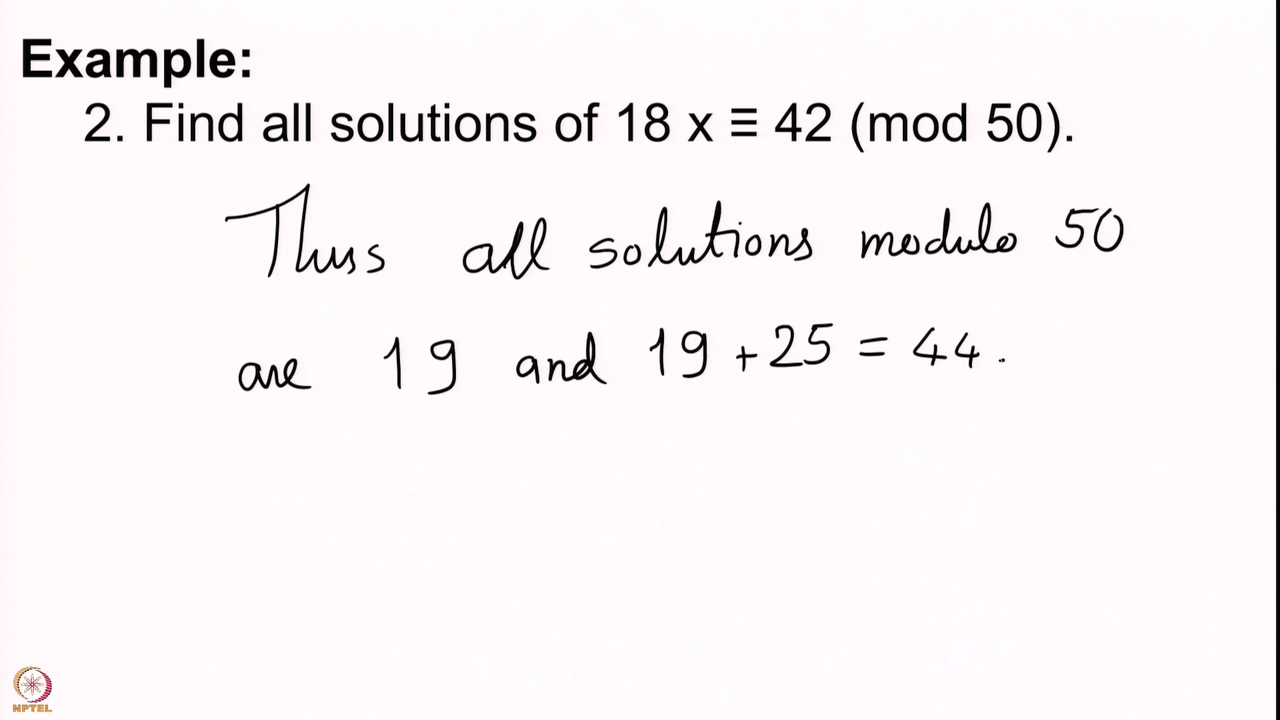 Example:
2. Find all solutions of 18 x ≡ 42 (mod 50).
Thus all solutions modulo 50
are 19 and 19 + 25 = 44.
NPTEL